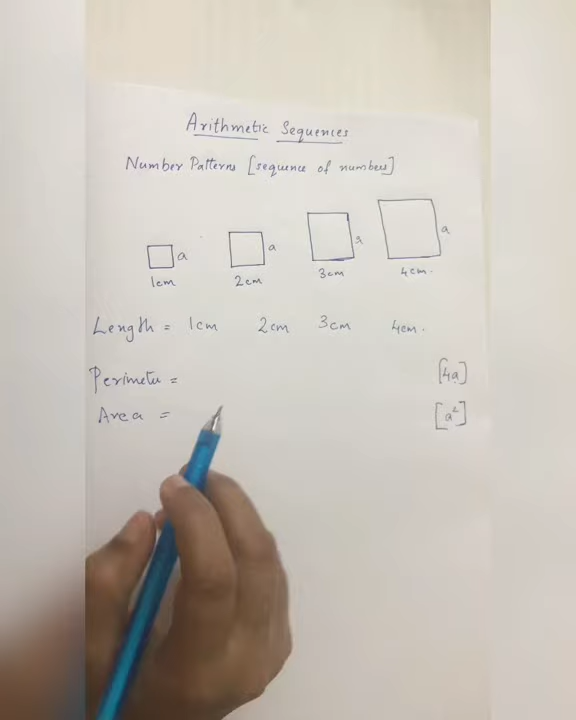 Arithmetic Sequences
Number Patterns [sequence of numbers]
a a a a
1cm 2cm 3cm 4cm.
Length = 1cm 2cm 3cm 4cm.
Perimetu = [4a]
Area = [a²]